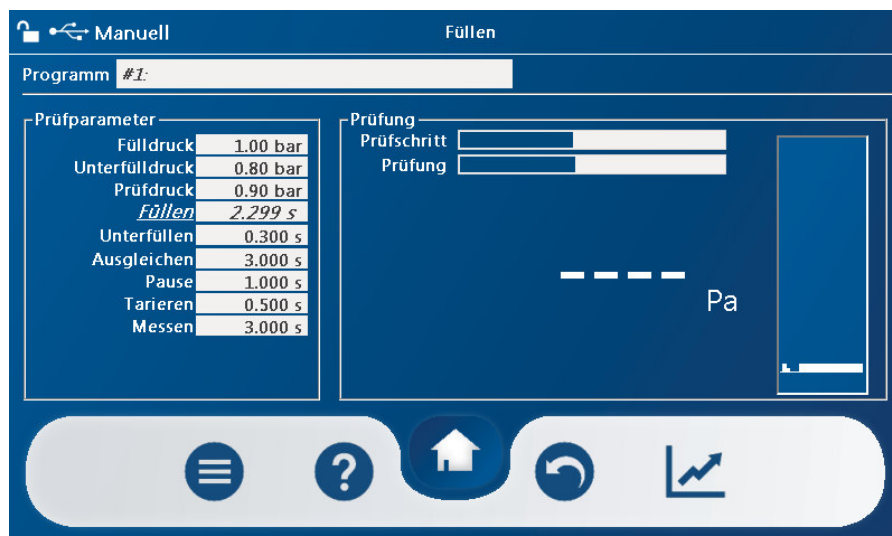 Manuell Füllen
Programm #1:
Prüfparameter
Fülldruck 1.00 bar
Unterfülldruck 0.80 bar
Prüfdruck 0.90 bar
Füllen 2.299 s
Unterfüllen 0.300 s
Ausgleichen 3.000 s
Pause 1.000 s
Tarieren 0.500 s
Messen 3.000 s
Prüfung
Prüfschritt
Prüfung
– – – –
Pa
?